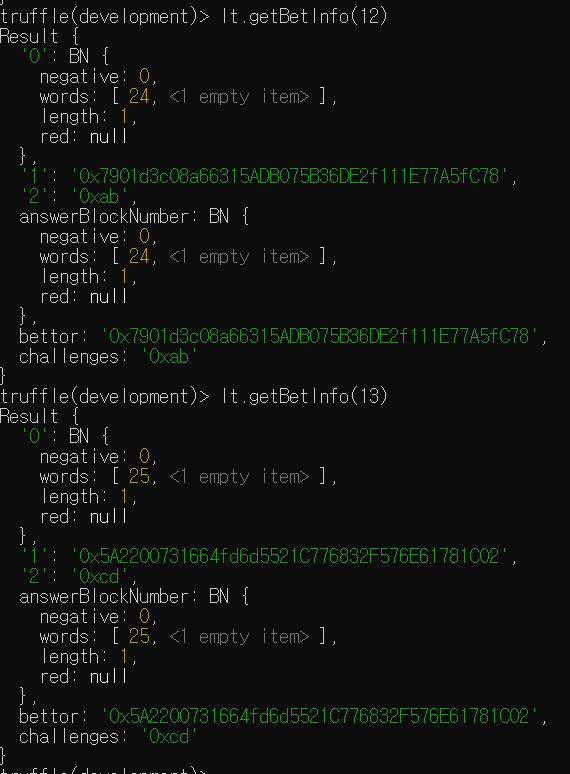 truffle(development)> lt.getBetInfo(12)
Result {
  '0': BN {
    negative: 0,
    words: [ 24, <1 empty item> ],
    length: 1,
    red: null
  },
  '1': '0x7901d3c08a66315ADB075B36DE2f111E77A5fC78',
  '2': '0xab',
  answerBlockNumber: BN {
    negative: 0,
    words: [ 24, <1 empty item> ],
    length: 1,
    red: null
  },
  bettor: '0x7901d3c08a66315ADB075B36DE2f111E77A5fC78',
  challenges: '0xab'
}
truffle(development)> lt.getBetInfo(13)
Result {
  '0': BN {
    negative: 0,
    words: [ 25, <1 empty item> ],
    length: 1,
    red: null
  },
  '1': '0x5A2200731664fd6d5521C776832F576E61781C02',
  '2': '0xcd',
  answerBlockNumber: BN {
    negative: 0,
    words: [ 25, <1 empty item> ],
    length: 1,
    red: null
  },
  bettor: '0x5A2200731664fd6d5521C776832F576E61781C02',
  challenges: '0xcd'
}